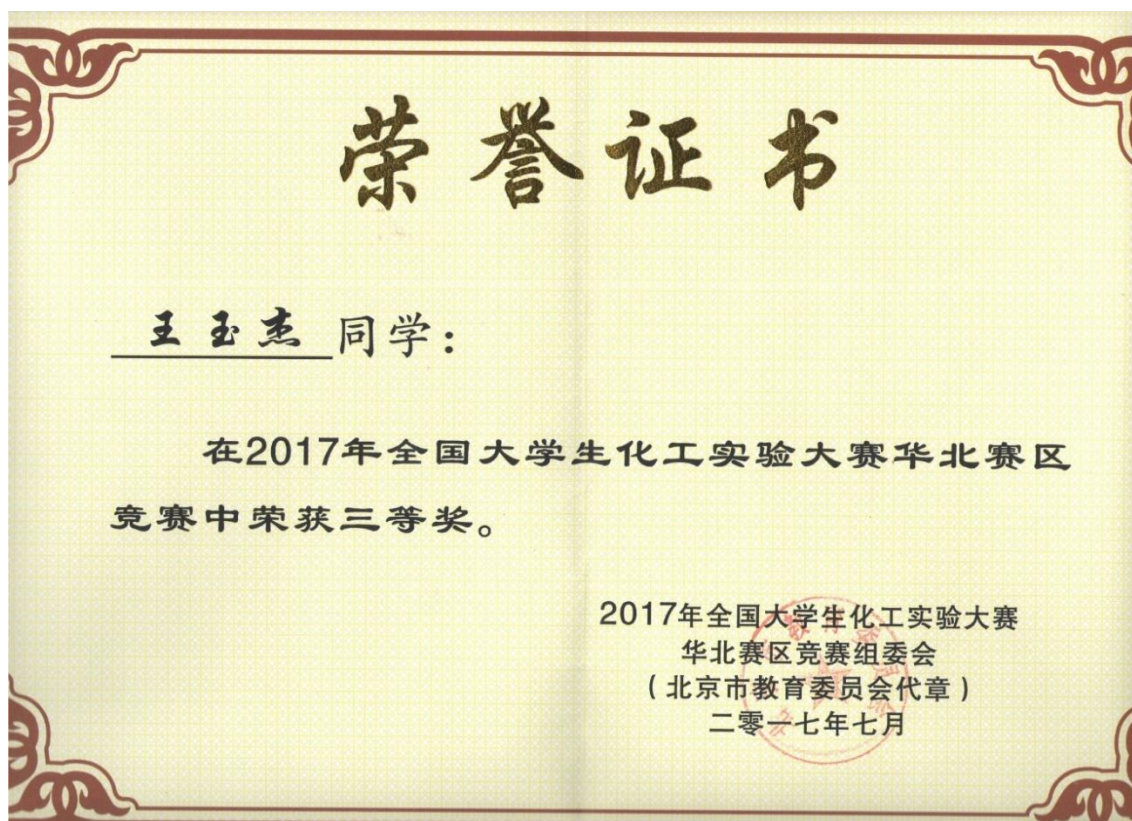 荣誉证书
王玉杰 同学：
在2017年全国大学生化工实验大赛华北赛区
竞赛中荣获三等奖。
2017年全国大学生化工实验大赛
华北赛区竞赛组委会
（北京市教育委员会代章）
二零一七年七月